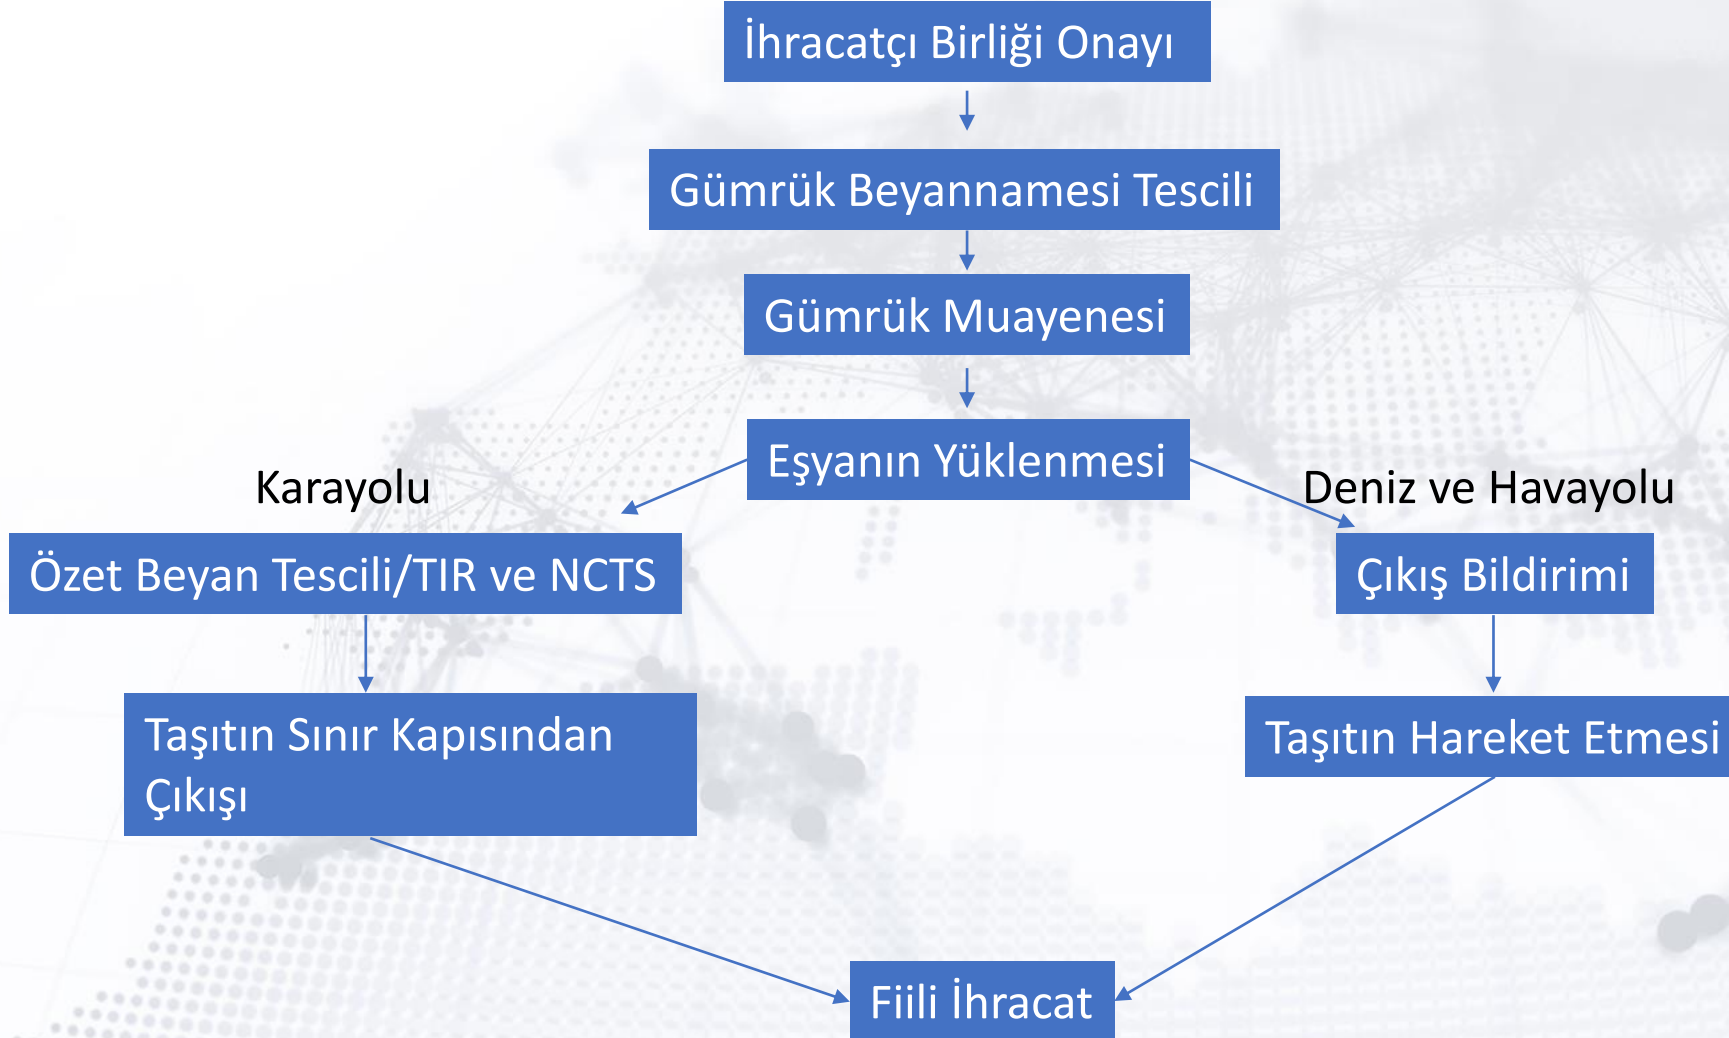 İhracatçı Birliği Onayı
Gümrük Beyannamesi Tescili
Gümrük Muayenesi
Eşyanın Yüklenmesi
Karayolu
Deniz ve Havayolu
Özet Beyan Tescili/TIR ve NCTS
Çıkış Bildirimi
Taşıtın Sınır Kapısından
Çıkışı
Taşıtın Hareket Etmesi
Fiili İhracat